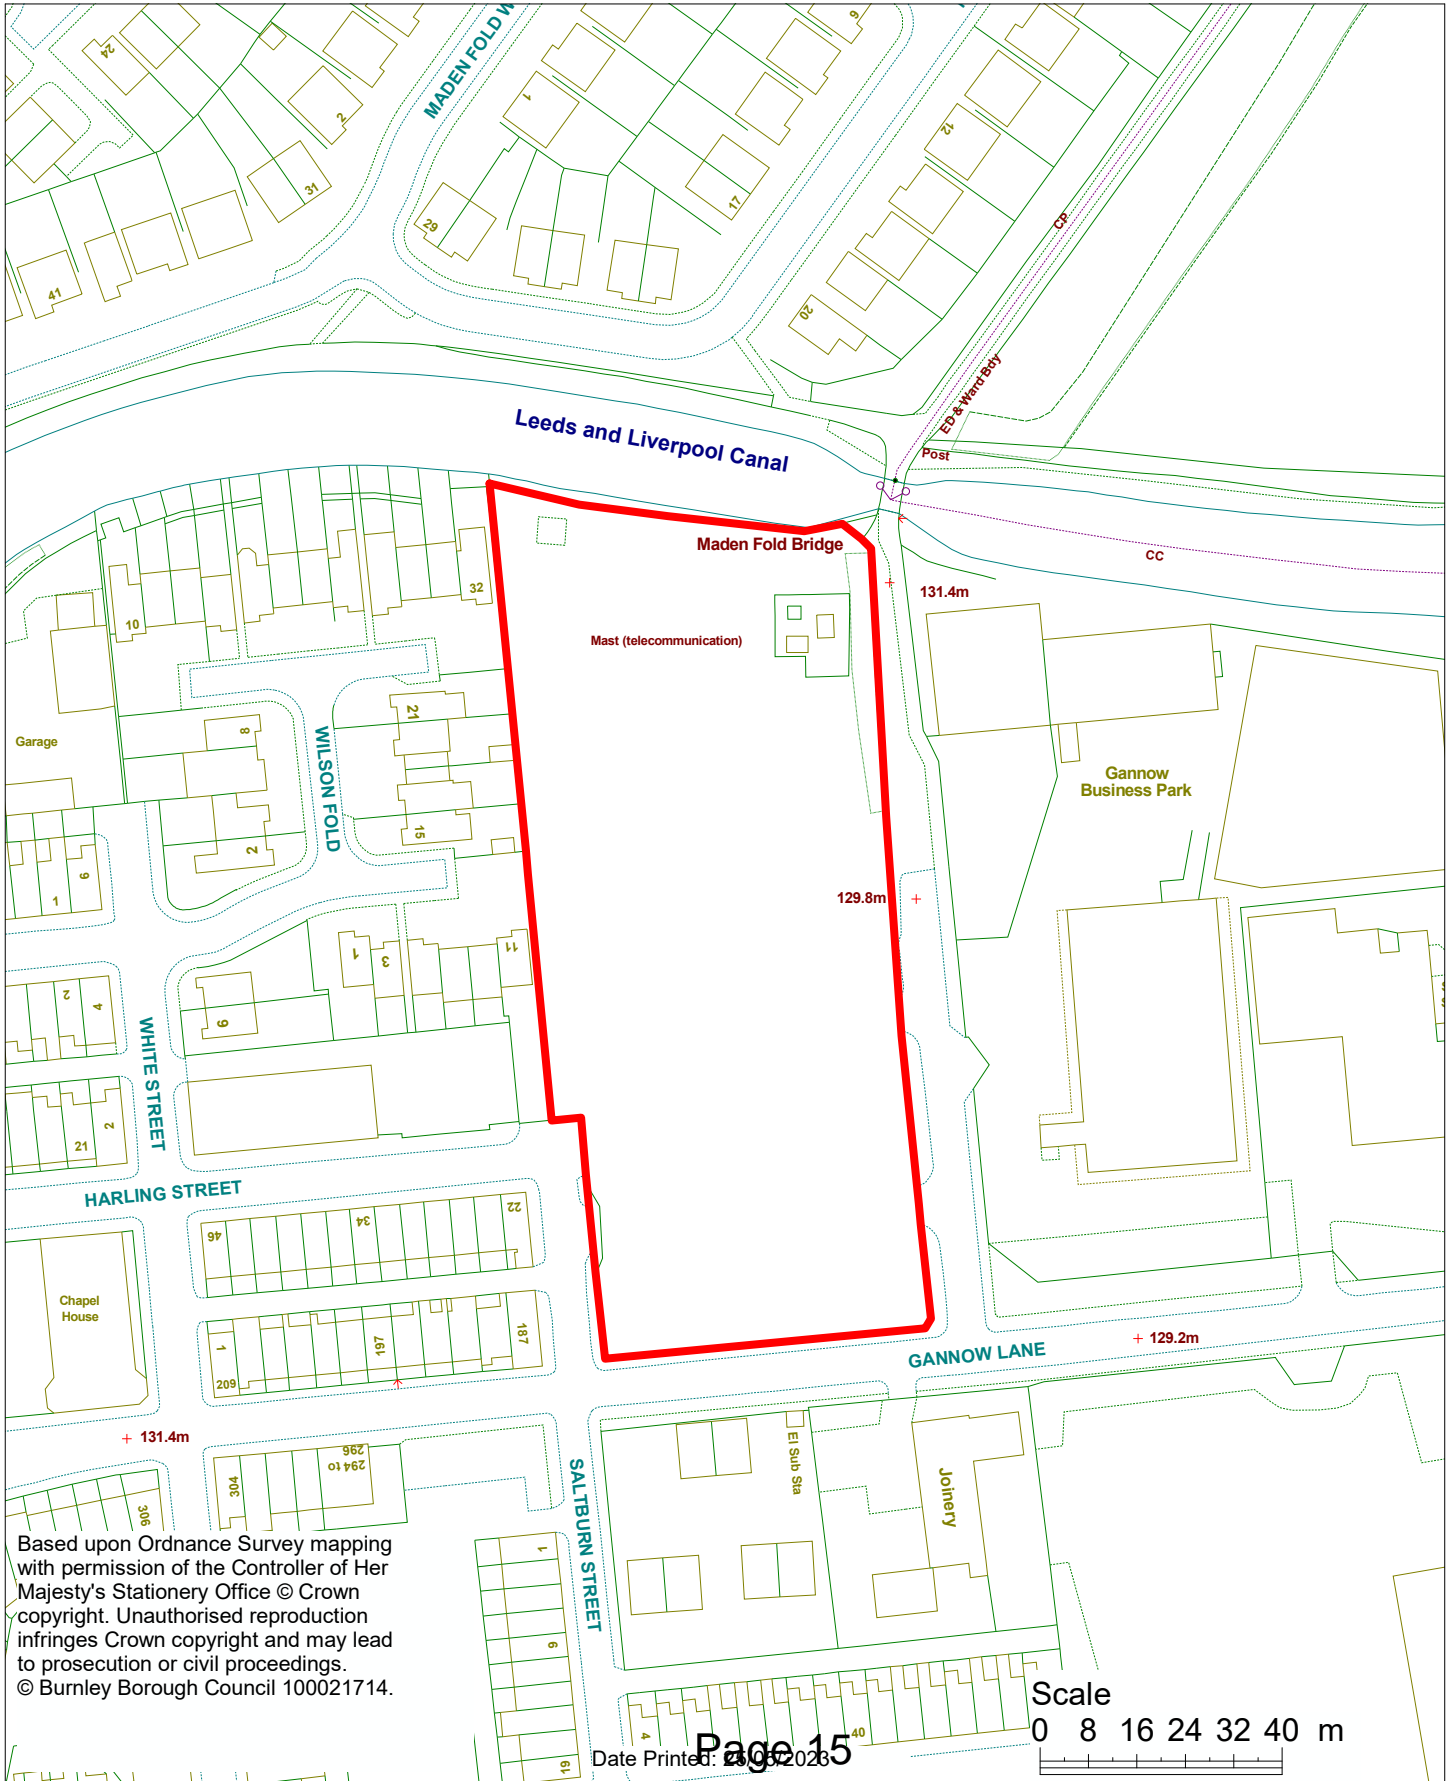 24
2
31
41
MADEN FOLD W
1
6
29
17
12
20
CP
ED & Ward Bdy
Post
Leeds and Liverpool Canal
Maden Fold Bridge
CC
131.4m
Mast (telecommunication)
32
10
Garage
8
21
WILSON FOLD
15
2
1
9
Gannow
Business Park
129.8m
1
3
11
9
2
4
WHITE STREET
21
2
HARLING STREET
46
34
22
Chapel
House
1
209
197
187
GANNOW LANE
129.2m
131.4m
304
294 to
296
306
SALTBURN STREET
El Sub Sta
Joinery
1
9
19
4
40
Based upon Ordnance Survey mapping
with permission of the Controller of Her
Majesty's Stationery Office © Crown
copyright. Unauthorised reproduction
infringes Crown copyright and may lead
to prosecution or civil proceedings.
© Burnley Borough Council 100021714.
Scale
0 8 16 24 32 40 m
Page 15
Date Printed: /2023